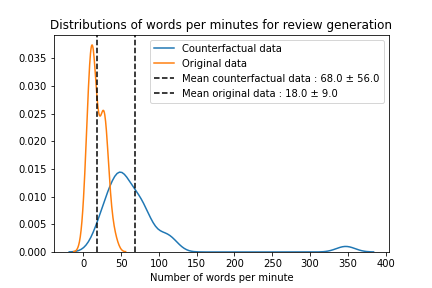 Distributions of words per minutes for review generation
Counterfactual data
Original data
Mean counterfactual data : 68.0 ± 56.0
Mean original data : 18.0 ± 9.0
0.035
0.030
0.025
0.020
0.015
0.010
0.005
0.000
0 50 100 150 200 250 300 350 400
Number of words per minute